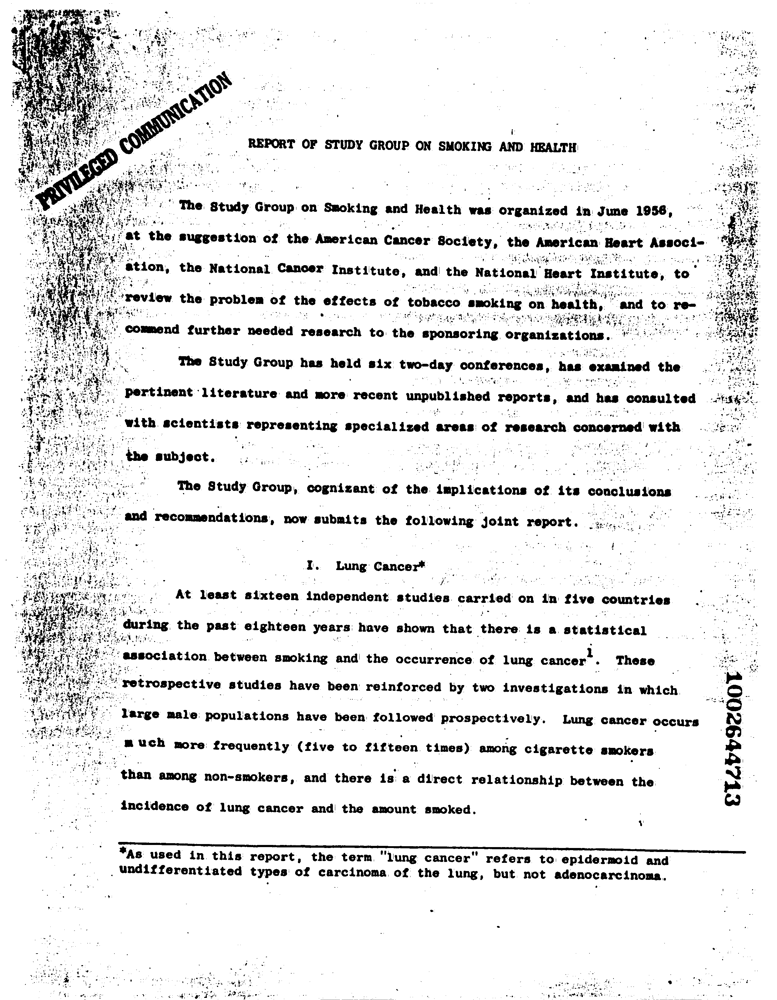 PRIVILEGED COMMUNICATION
REPORT OF STUDY GROUP ON SMOKING AND HEALTH
The Study Group on Smoking and Health was organized in June 1956,
at the suggestion of the American Cancer Society, the American Heart Associ-
ation, the National Cancer Institute, and the National Heart Institute, to
review the problem of the effects of tobacco smoking on health, and to re-
commend further needed research to the sponsoring organizations.
The Study Group has held six two-day conferences, has examined the
pertinent literature and more recent unpublished reports, and has consulted
with scientists representing specialized areas of research concerned with
the subject.
The Study Group, cognizant of the implications of its conclusions
and recommendations, now submits the following joint report.
I. Lung Cancer*
At least sixteen independent studies carried on in five countries
during the past eighteen years have shown that there is a statistical
association between smoking and the occurrence of lung cancer1. These
retrospective studies have been reinforced by two investigations in which
large male populations have been followed prospectively. Lung cancer occurs
much more frequently (five to fifteen times) among cigarette smokers
than among non-smokers, and there is a direct relationship between the
incidence of lung cancer and the amount smoked.
*As used in this report, the term "lung cancer" refers to epidermoid and
undifferentiated types of carcinoma of the lung, but not adenocarcinoma.
1002644713